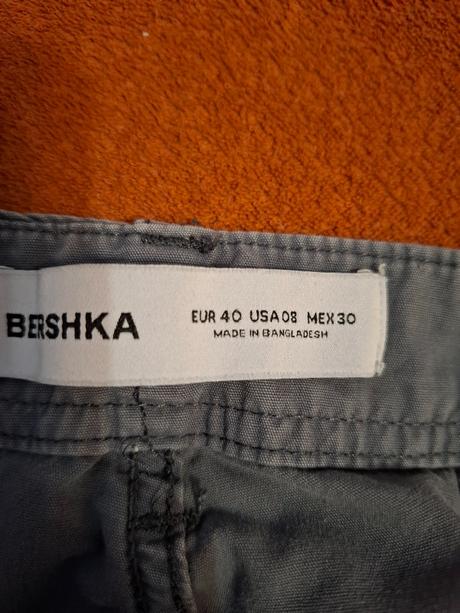 BERSHKA
EUR 40 USA 08 MEX 30
MADE IN BANGLADESH